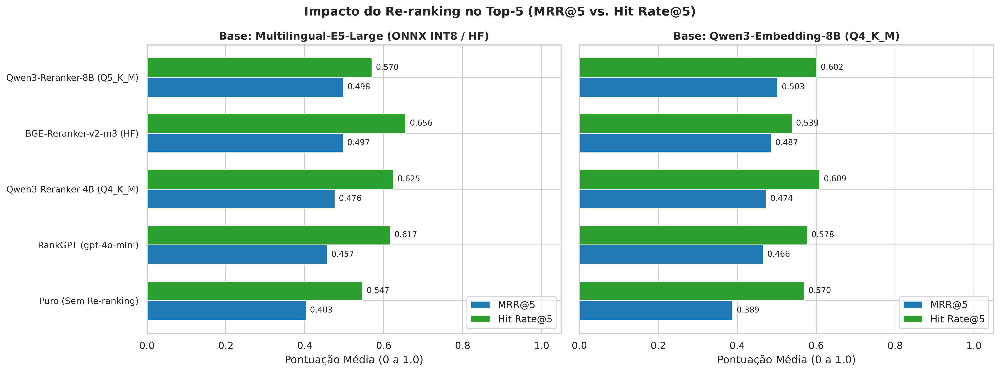 Impacto do Re-ranking no Top-5 (MRR@5 vs. Hit Rate@5)
Base: Multilingual-E5-Large (ONNX INT8 / HF)
Qwen3-Reranker-8B (Q5_K_M)
0.570
0.498
BGE-Reranker-v2-m3 (HF)
0.656
0.497
Qwen3-Reranker-4B (Q4_K_M)
0.625
0.476
RankGPT (gpt-4o-mini)
0.617
0.457
Puro (Sem Re-ranking)
0.547
0.403
MRR@5
Hit Rate@5
0.0 0.2 0.4 0.6 0.8 1.0
Pontuação Média (0 a 1.0)
Base: Qwen3-Embedding-8B (Q4_K_M)
0.602
0.503
0.539
0.487
0.609
0.474
0.578
0.466
0.570
0.389
MRR@5
Hit Rate@5
0.0 0.2 0.4 0.6 0.8 1.0
Pontuação Média (0 a 1.0)